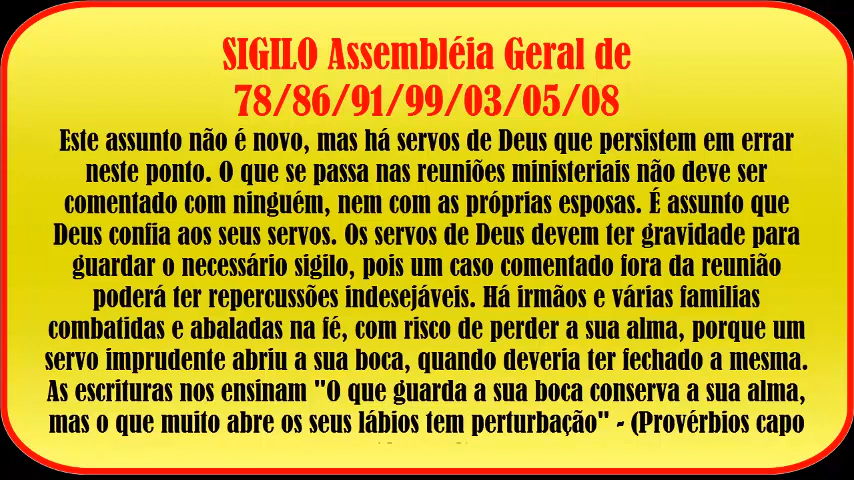 SIGILO Assembléia Geral de
78/86/91/99/03/05/08
Este assunto não é novo, mas há servos de Deus que persistem em errar
neste ponto. O que se passa nas reuniões ministeriais não deve ser
comentado com ninguém, nem com as próprias esposas. É assunto que
Deus confia aos seus servos. Os servos de Deus devem ter gravidade para
guardar o necessário sigilo, pois um caso comentado fora da reunião
poderá ter repercussões indesejáveis. Há irmãos e várias familias
combatidas e abaladas na fé, com risco de perder a sua alma, porque um
servo imprudente abriu a sua boca, quando deveria ter fechado a mesma.
As escrituras nos ensinam "O que guarda a sua boca conserva a sua alma,
mas o que muito abre os seus lábios tem perturbação" - (Provérbios capo